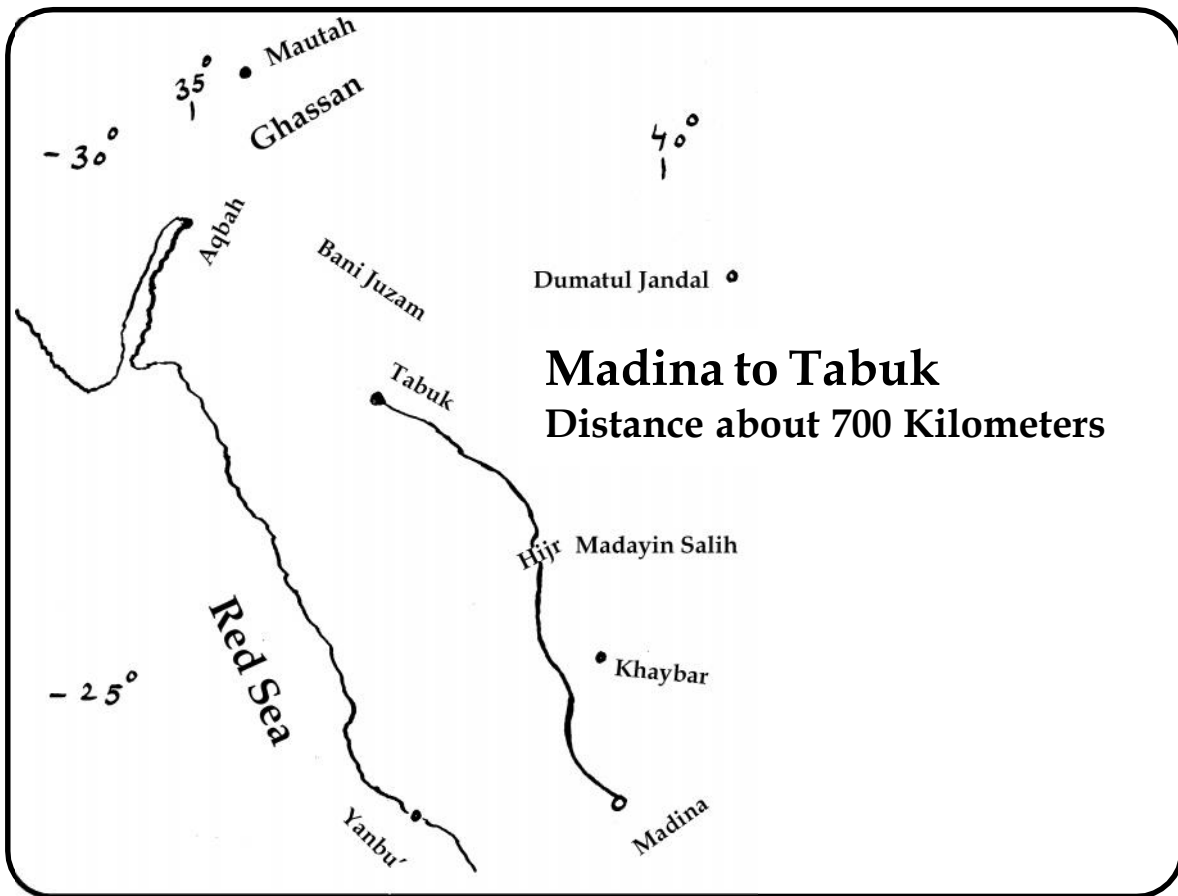 Mautah
35°
Ghassan
- 30°
40°
Aqbah
Bani Juzam
Dumatul Jandal
Madina to Tabuk
Distance about 700 Kilometers
Tabuk
Hijr Madayin Salih
Red Sea
Khaybar
- 25°
Yanbu′
Madina